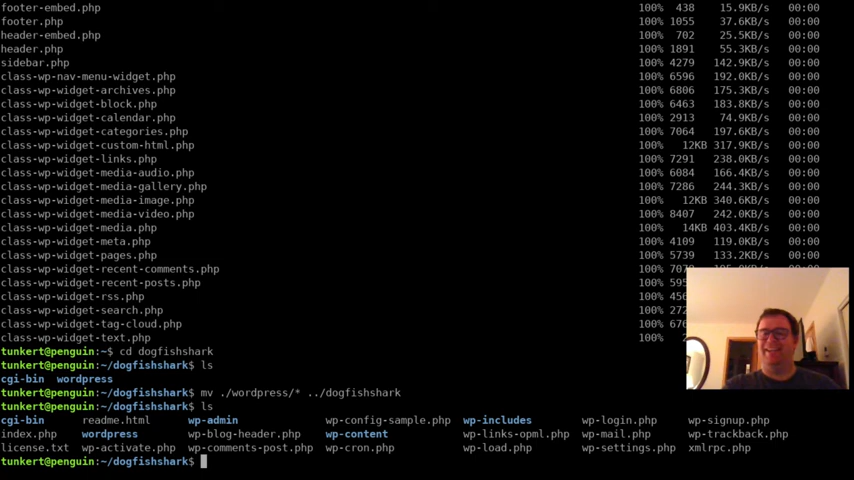 footer-embed.php 100% 438 15.9KB/s 00:00
footer.php 100% 1055 37.6KB/s 00:00
header-embed.php 100% 702 25.5KB/s 00:00
header.php 100% 1891 55.3KB/s 00:00
sidebar.php 100% 4279 142.9KB/s 00:00
class-wp-nav-menu-widget.php 100% 6596 192.0KB/s 00:00
class-wp-widget-archives.php 100% 6806 175.3KB/s 00:00
class-wp-widget-block.php 100% 6463 183.8KB/s 00:00
class-wp-widget-calendar.php 100% 2913 74.9KB/s 00:00
class-wp-widget-categories.php 100% 7064 197.6KB/s 00:00
class-wp-widget-custom-html.php 100% 12KB 317.9KB/s 00:00
class-wp-widget-links.php 100% 7291 238.0KB/s 00:00
class-wp-widget-media-audio.php 100% 6084 166.4KB/s 00:00
class-wp-widget-media-gallery.php 100% 7286 244.3KB/s 00:00
class-wp-widget-media-image.php 100% 12KB 340.6KB/s 00:00
class-wp-widget-media-video.php 100% 8407 242.0KB/s 00:00
class-wp-widget-media.php 100% 14KB 403.4KB/s 00:00
class-wp-widget-meta.php 100% 4109 119.0KB/s 00:00
class-wp-widget-pages.php 100% 5739 133.2KB/s 00:00
class-wp-widget-recent-comments.php 100%
class-wp-widget-recent-posts.php 100%
class-wp-widget-rss.php 100%
class-wp-widget-search.php 100%
class-wp-widget-tag-cloud.php 100%
class-wp-widget-text.php 100%
tunkert@penguin:~$ cd dogfishshark
tunkert@penguin:~/dogfishshark$ ls
cgi-bin wordpress
tunkert@penguin:~/dogfishshark$ mv ./wordpress/* ../dogfishshark
tunkert@penguin:~/dogfishshark$ ls
cgi-bin readme.html wp-admin wp-config-sample.php wp-includes wp-login.php wp-signup.php
index.php wordpress wp-blog-header.php wp-content wp-links-opml.php wp-mail.php wp-trackback.php
license.txt wp-activate.php wp-comments-post.php wp-cron.php wp-load.php wp-settings.php xmlrpc.php
tunkert@penguin:~/dogfishshark$